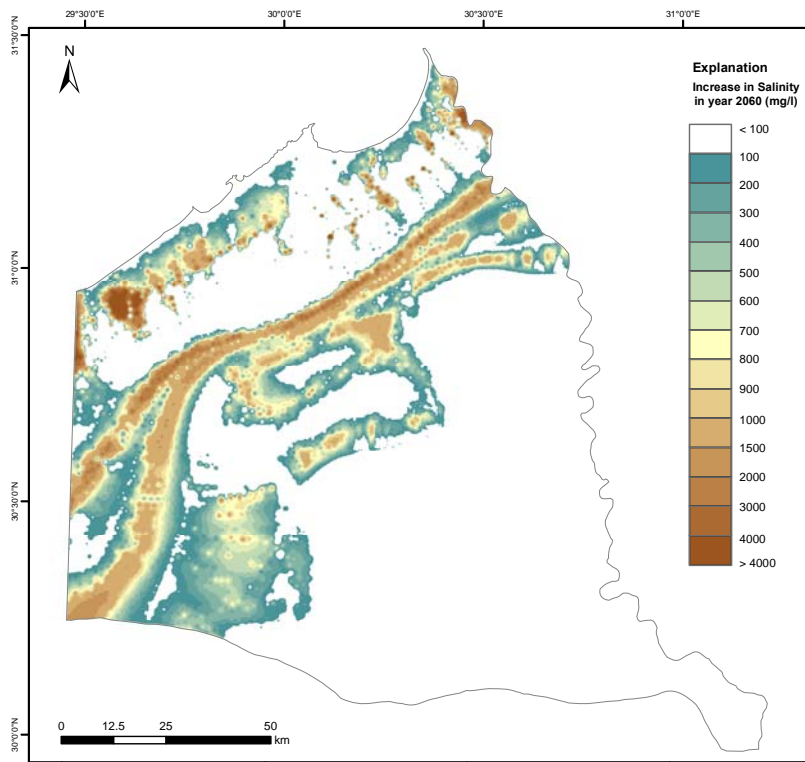 29°30'0"E
30°0'0"E
30°30'0"E
31°0'0"E
31°30'0"N
31°0'0"N
30°30'0"N
30°0'0"N
N
Explanation
Increase in Salinity
in year 2060 (mg/l)
< 100
100
200
300
400
500
600
700
800
900
1000
1500
2000
3000
4000
> 4000
0
12.5
25
50
km